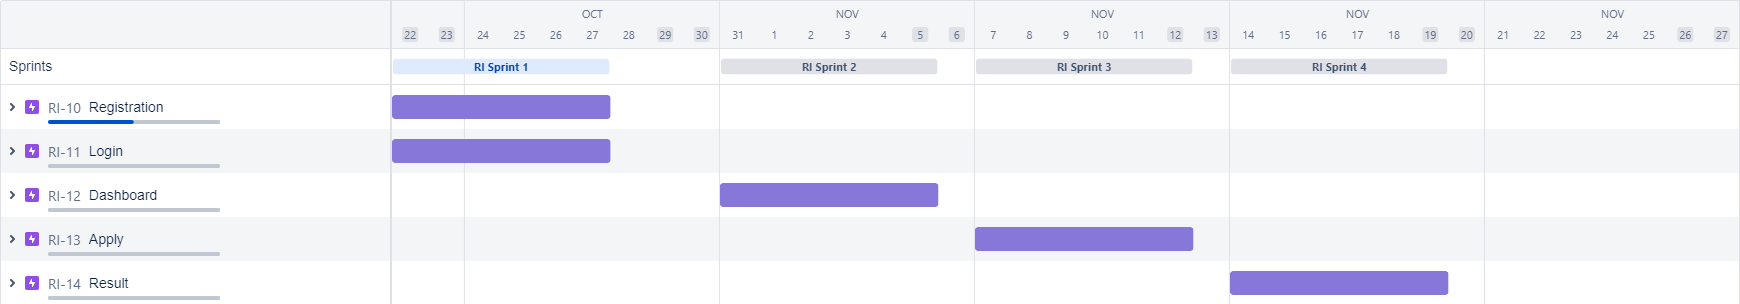 OCT NOV NOV NOV NOV
22 23 24 25 26 27 28 29 30 31 1 2 3 4 5 6 7 8 9 10 11 12 13 14 15 16 17 18 19 20 21 22 23 24 25 26 27
Sprints RI Sprint 1 RI Sprint 2 RI Sprint 3 RI Sprint 4
RI-10 Registration
RI-11 Login
RI-12 Dashboard
RI-13 Apply
RI-14 Result